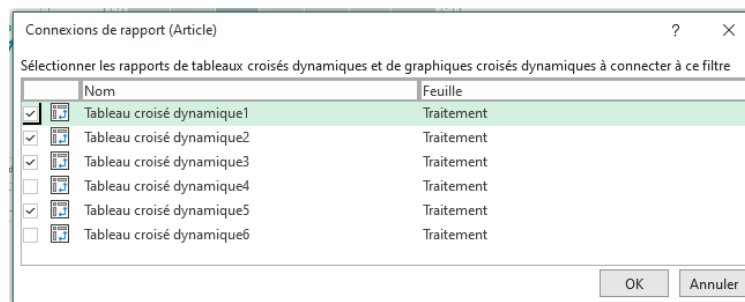 Connexions de rapport (Article) ? ×
Sélectionner les rapports de tableaux croisés dynamiques et de graphiques croisés dynamiques à connecter à ce filtre
Nom Feuille
Tableau croisé dynamique1 Traitement
Tableau croisé dynamique2 Traitement
Tableau croisé dynamique3 Traitement
Tableau croisé dynamique4 Traitement
Tableau croisé dynamique5 Traitement
Tableau croisé dynamique6 Traitement
OK Annuler